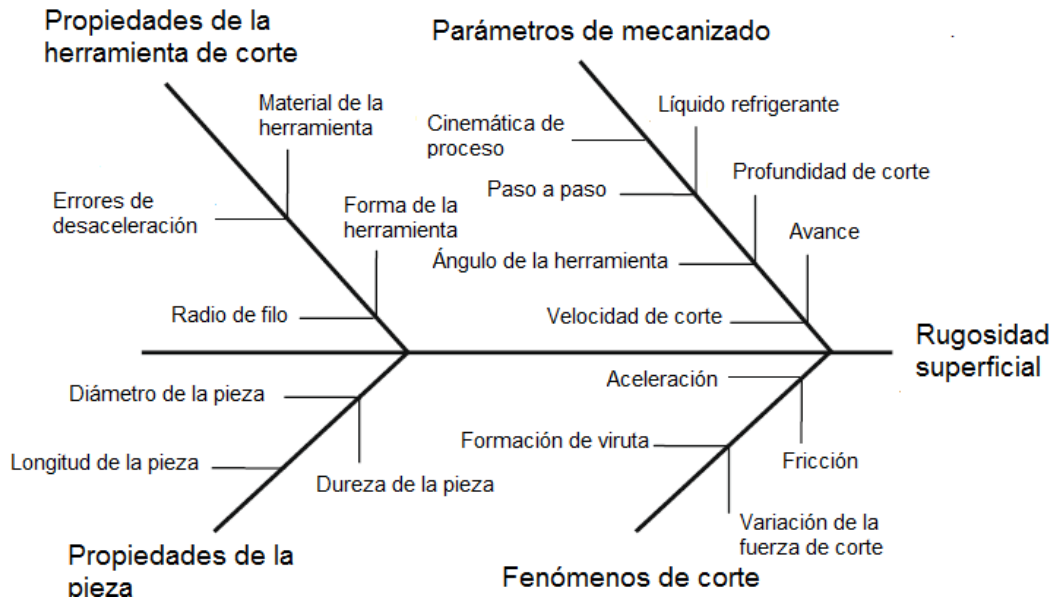 Propiedades de la
herramienta de corte
Material de la
herramienta
Errores de
desaceleración
Forma de la
herramienta
Radio de filo
Parámetros de mecanizado
Líquido refrigerante
Cinemática de
proceso
Profundidad de corte
Paso a paso
Avance
Ángulo de la herramienta
Velocidad de corte
Rugosidad
superficial
Diámetro de la pieza
Longitud de la pieza
Dureza de la pieza
Propiedades de la
pieza
Aceleración
Formación de viruta
Fricción
Variación de la
fuerza de corte
Fenómenos de corte